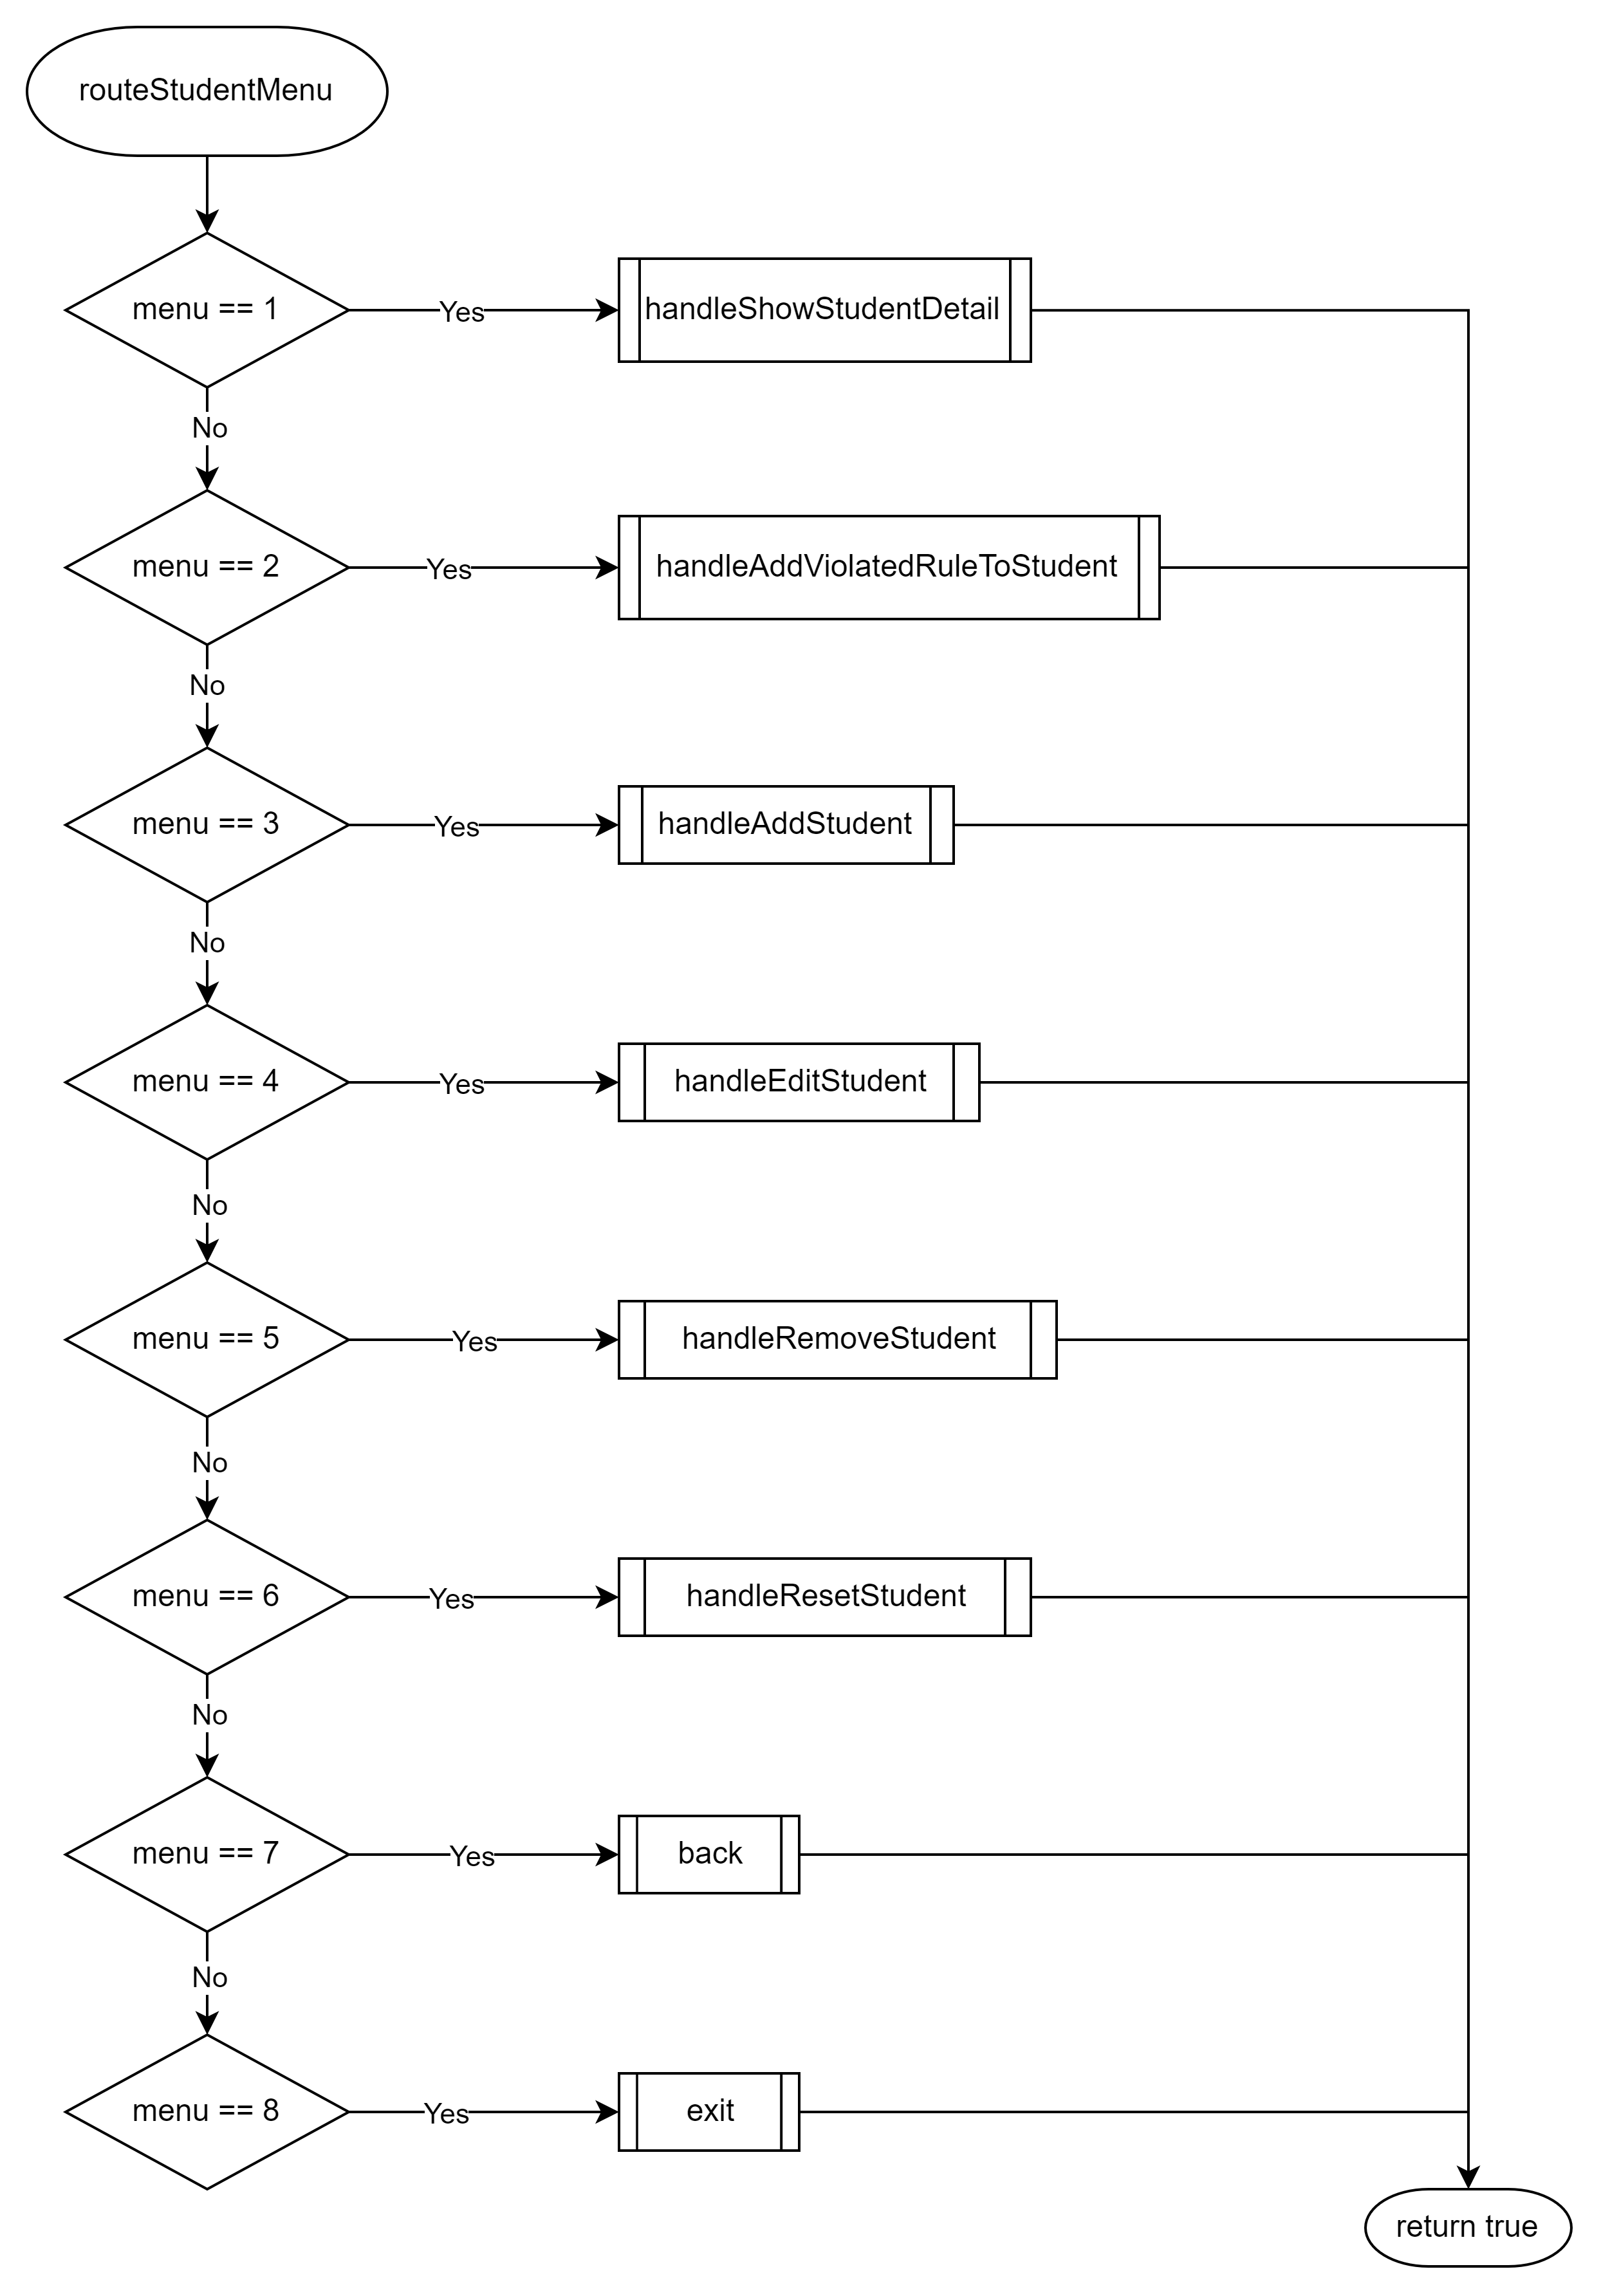 routeStudentMenu
menu == 1
Yes
handleShowStudentDetail
No
menu == 2
Yes
handleAddViolatedRuleToStudent
No
menu == 3
Yes
handleAddStudent
No
menu == 4
Yes
handleEditStudent
No
menu == 5
Yes
handleRemoveStudent
No
menu == 6
Yes
handleResetStudent
No
menu == 7
Yes
back
No
menu == 8
Yes
exit
return true